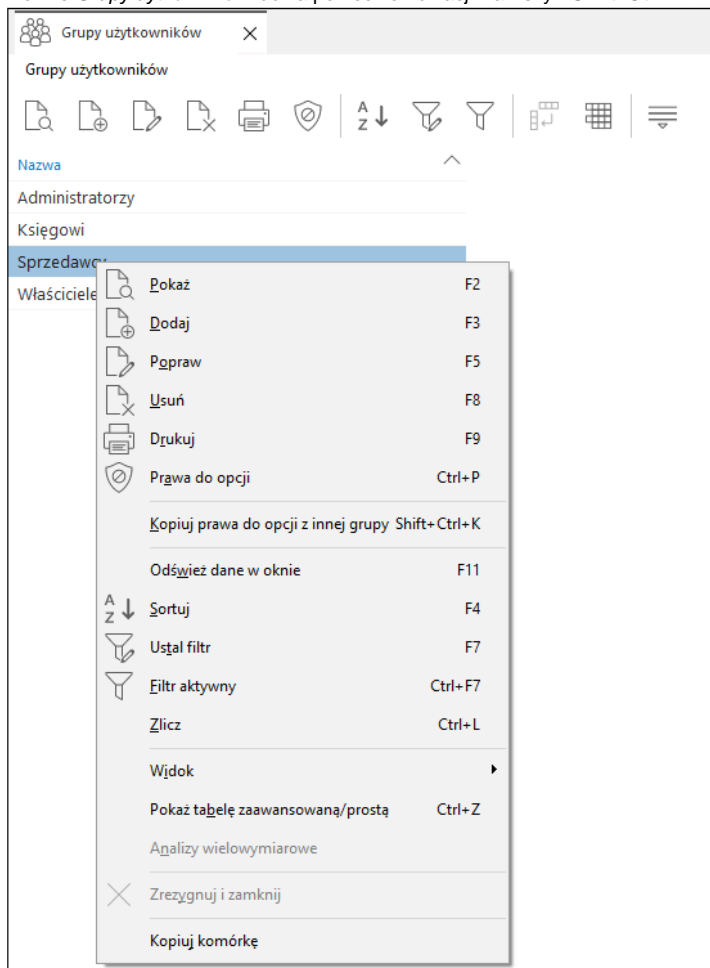 Grupy użytkowników
Grupy użytkowników
A
Z
Nazwa
Administratorzy
Księgowi
Sprzedawcy
Właściciele
Pokaż F2
Dodaj F3
Popraw F5
Usuń F8
Drukuj F9
Prawa do opcji Ctrl+P
Kopiuj prawa do opcji z innej grupy Shift+Ctrl+K
Odśwież dane w oknie F11
A
Z
Sortuj F4
Ustal filtr F7
Filtr aktywny Ctrl+F7
Zlicz Ctrl+L
Widok
Pokaż tabelę zaawansowaną/prostą Ctrl+Z
Analizy wielowymiarowe
Zrezygnuj i zamknij
Kopiuj komórkę